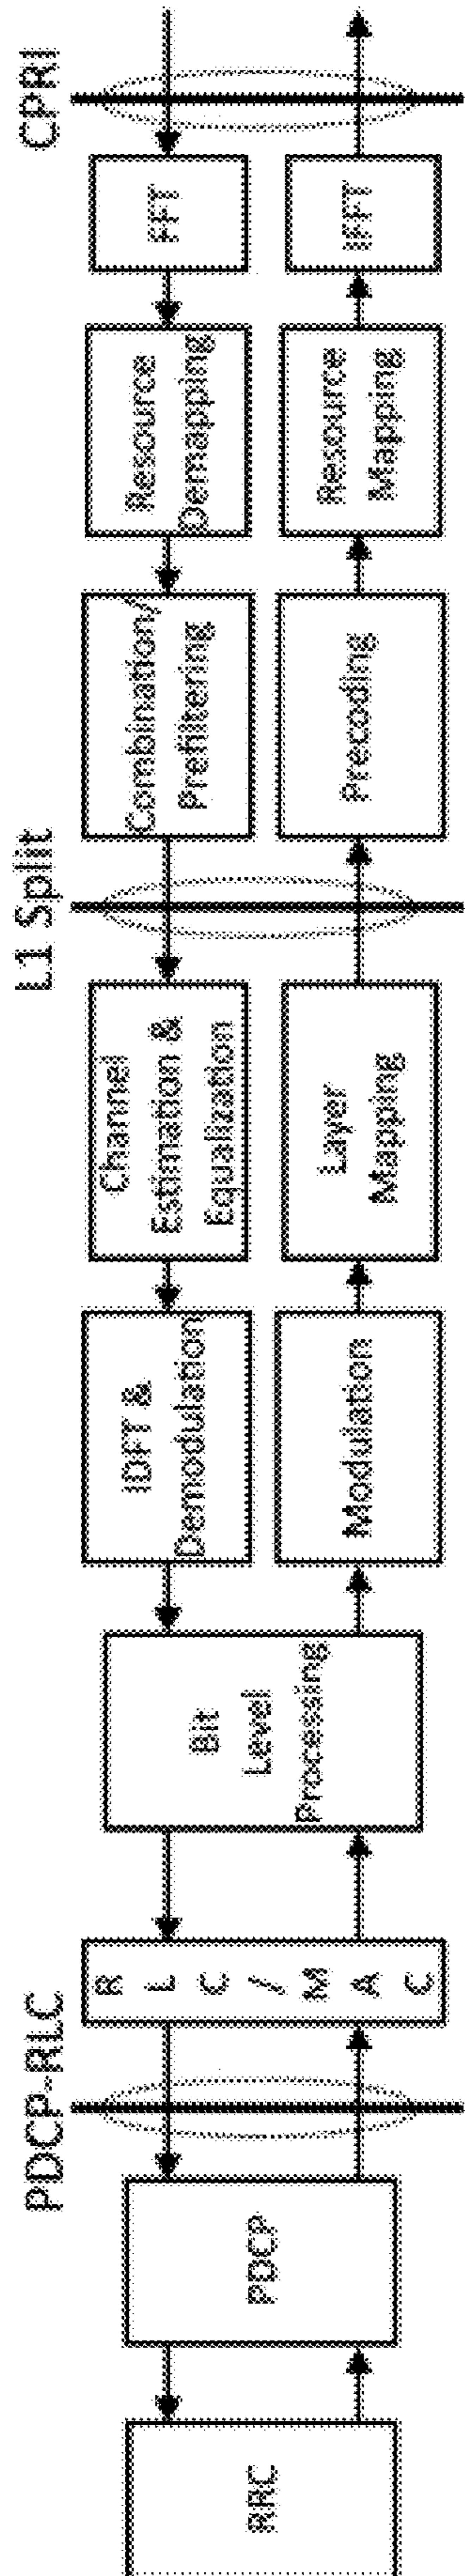 CPRI
FFT
IFFT
Resource
Demapping
Resource
Mapping
Combination/
Prefiltering
Precoding
L1 Split
Channel
Estimation &
Equalization
Layer
Mapping
IDFT &
Demodulation
Modulation
Bit
Level
Processing
R L C / M A C
PDCP-RLC
PDCP
RRC